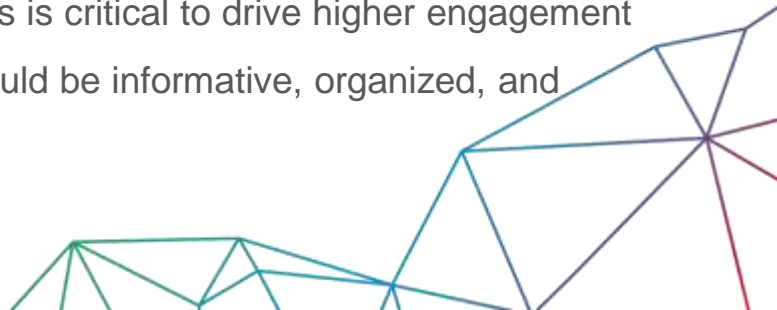 s is critical to drive higher engagement
uld be informative, organized, and